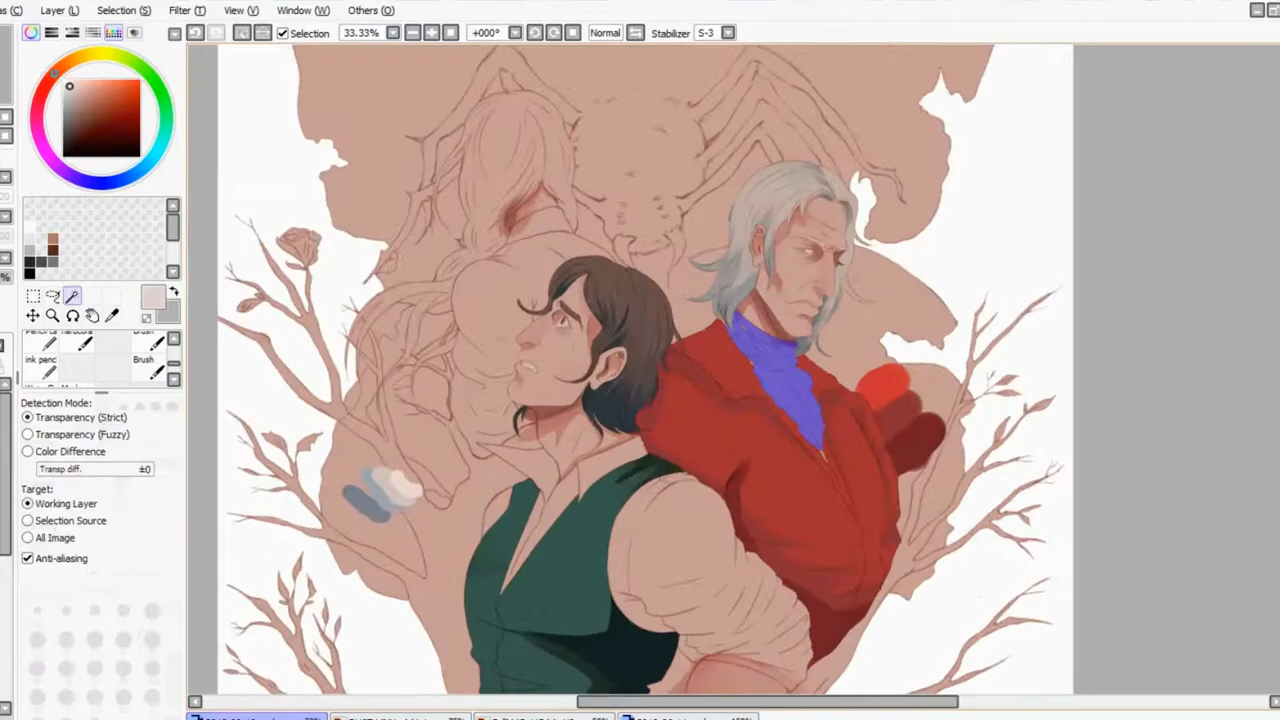 Layer (L) Selection (S) Filter (T) View (V) Window (W) Others (O)
Selection 33.33% +000° Normal Stabilizer S-3
Brush
ink penc Brush
Detection Mode:
Transparency (Strict)
Transparency (Fuzzy)
Color Difference
Transp diff. ±0
Target:
Working Layer
Selection Source
All Image
Anti-aliasing